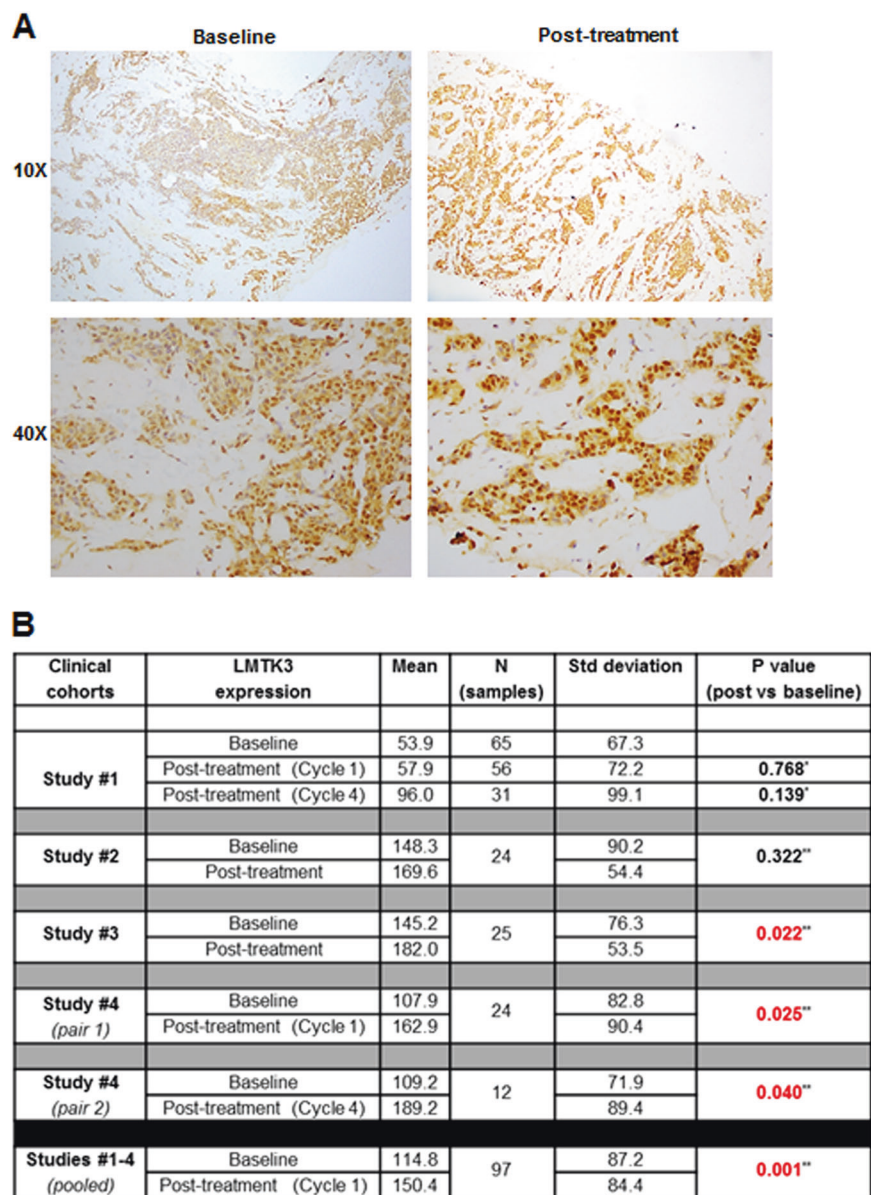 A
Baseline Post-treatment
10X
40X
B
Clinical cohorts LMTK3 expression Mean N (samples) Std deviation P value (post vs baseline)
Study #1 Baseline 53.9 65 67.3
Post-treatment (Cycle 1) 57.9 56 72.2 0.768*
Post-treatment (Cycle 4) 96.0 31 99.1 0.139*
Study #2 Baseline 148.3 24 90.2 0.322**
Post-treatment 169.6 54.4
Study #3 Baseline 145.2 25 76.3 0.022**
Post-treatment 182.0 53.5
Study #4 (pair 1) Baseline 107.9 24 82.8 0.025**
Post-treatment (Cycle 1) 162.9 90.4
Study #4 (pair 2) Baseline 109.2 12 71.9 0.040**
Post-treatment (Cycle 4) 189.2 89.4
Studies #1-4 (pooled) Baseline 114.8 97 87.2 0.001**
Post-treatment (Cycle 1) 150.4 84.4